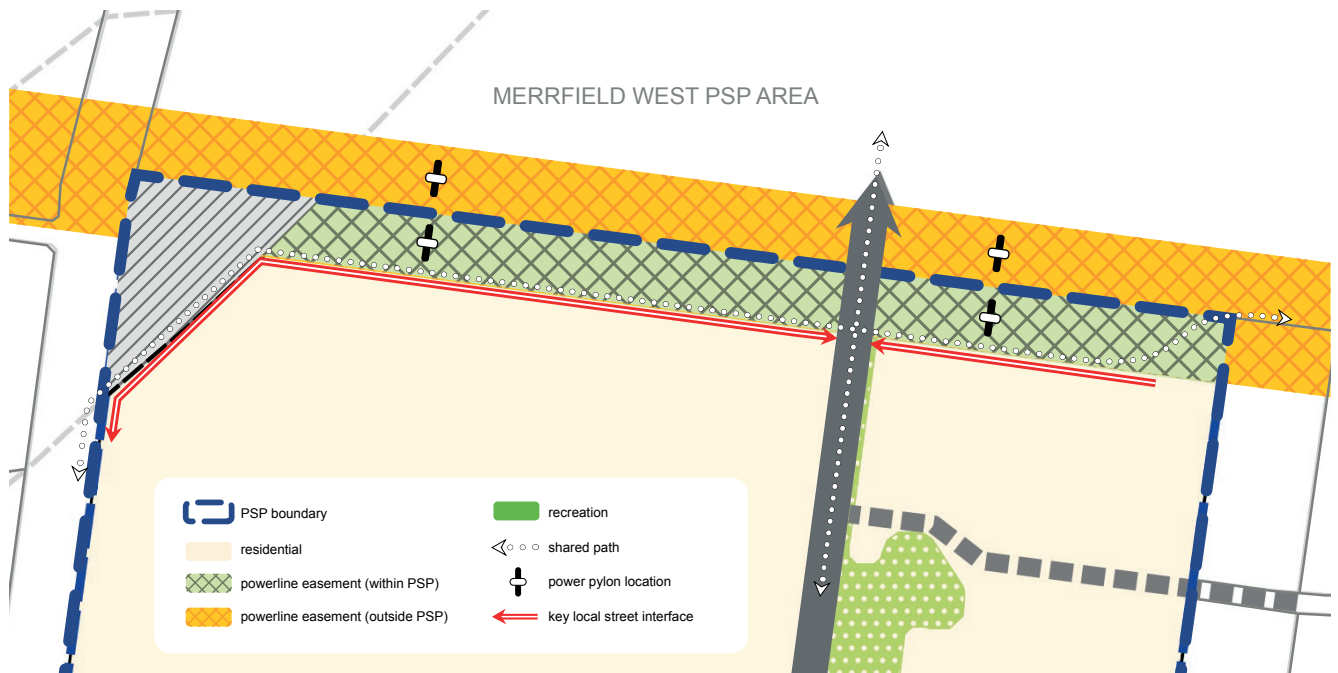 MERRFIELD WEST PSP AREA
PSP boundary
residential
powerline easement (within PSP)
powerline easement (outside PSP)
recreation
shared path
power pylon location
key local street interface